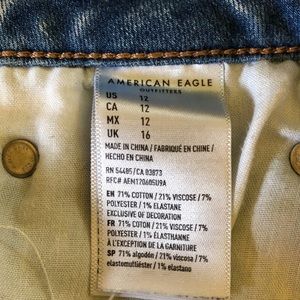 AMERICAN EAGLE
OUTFITTERS
US 12
CA 12
MX 12
UK 16
MADE IN CHINA / FABRIQUÉ EN CHINE /
HECHO EN CHINA
RN 54485/CA 03873
RFC# AEM120605U9A
EN 71% COTTON / 21% VISCOSE / 7%
POLYESTER / 1% ELASTANE
EXCLUSIVE OF DECORATION
FR 71% COTON / 21% VISCOSE / 7%
POLYESTER / 1% ÉLASTHANNE
À L'EXCEPTION DE LA GARNITURE
SP 71% algodón / 21% viscosa / 7%
elastomultiéster / 1% elastano